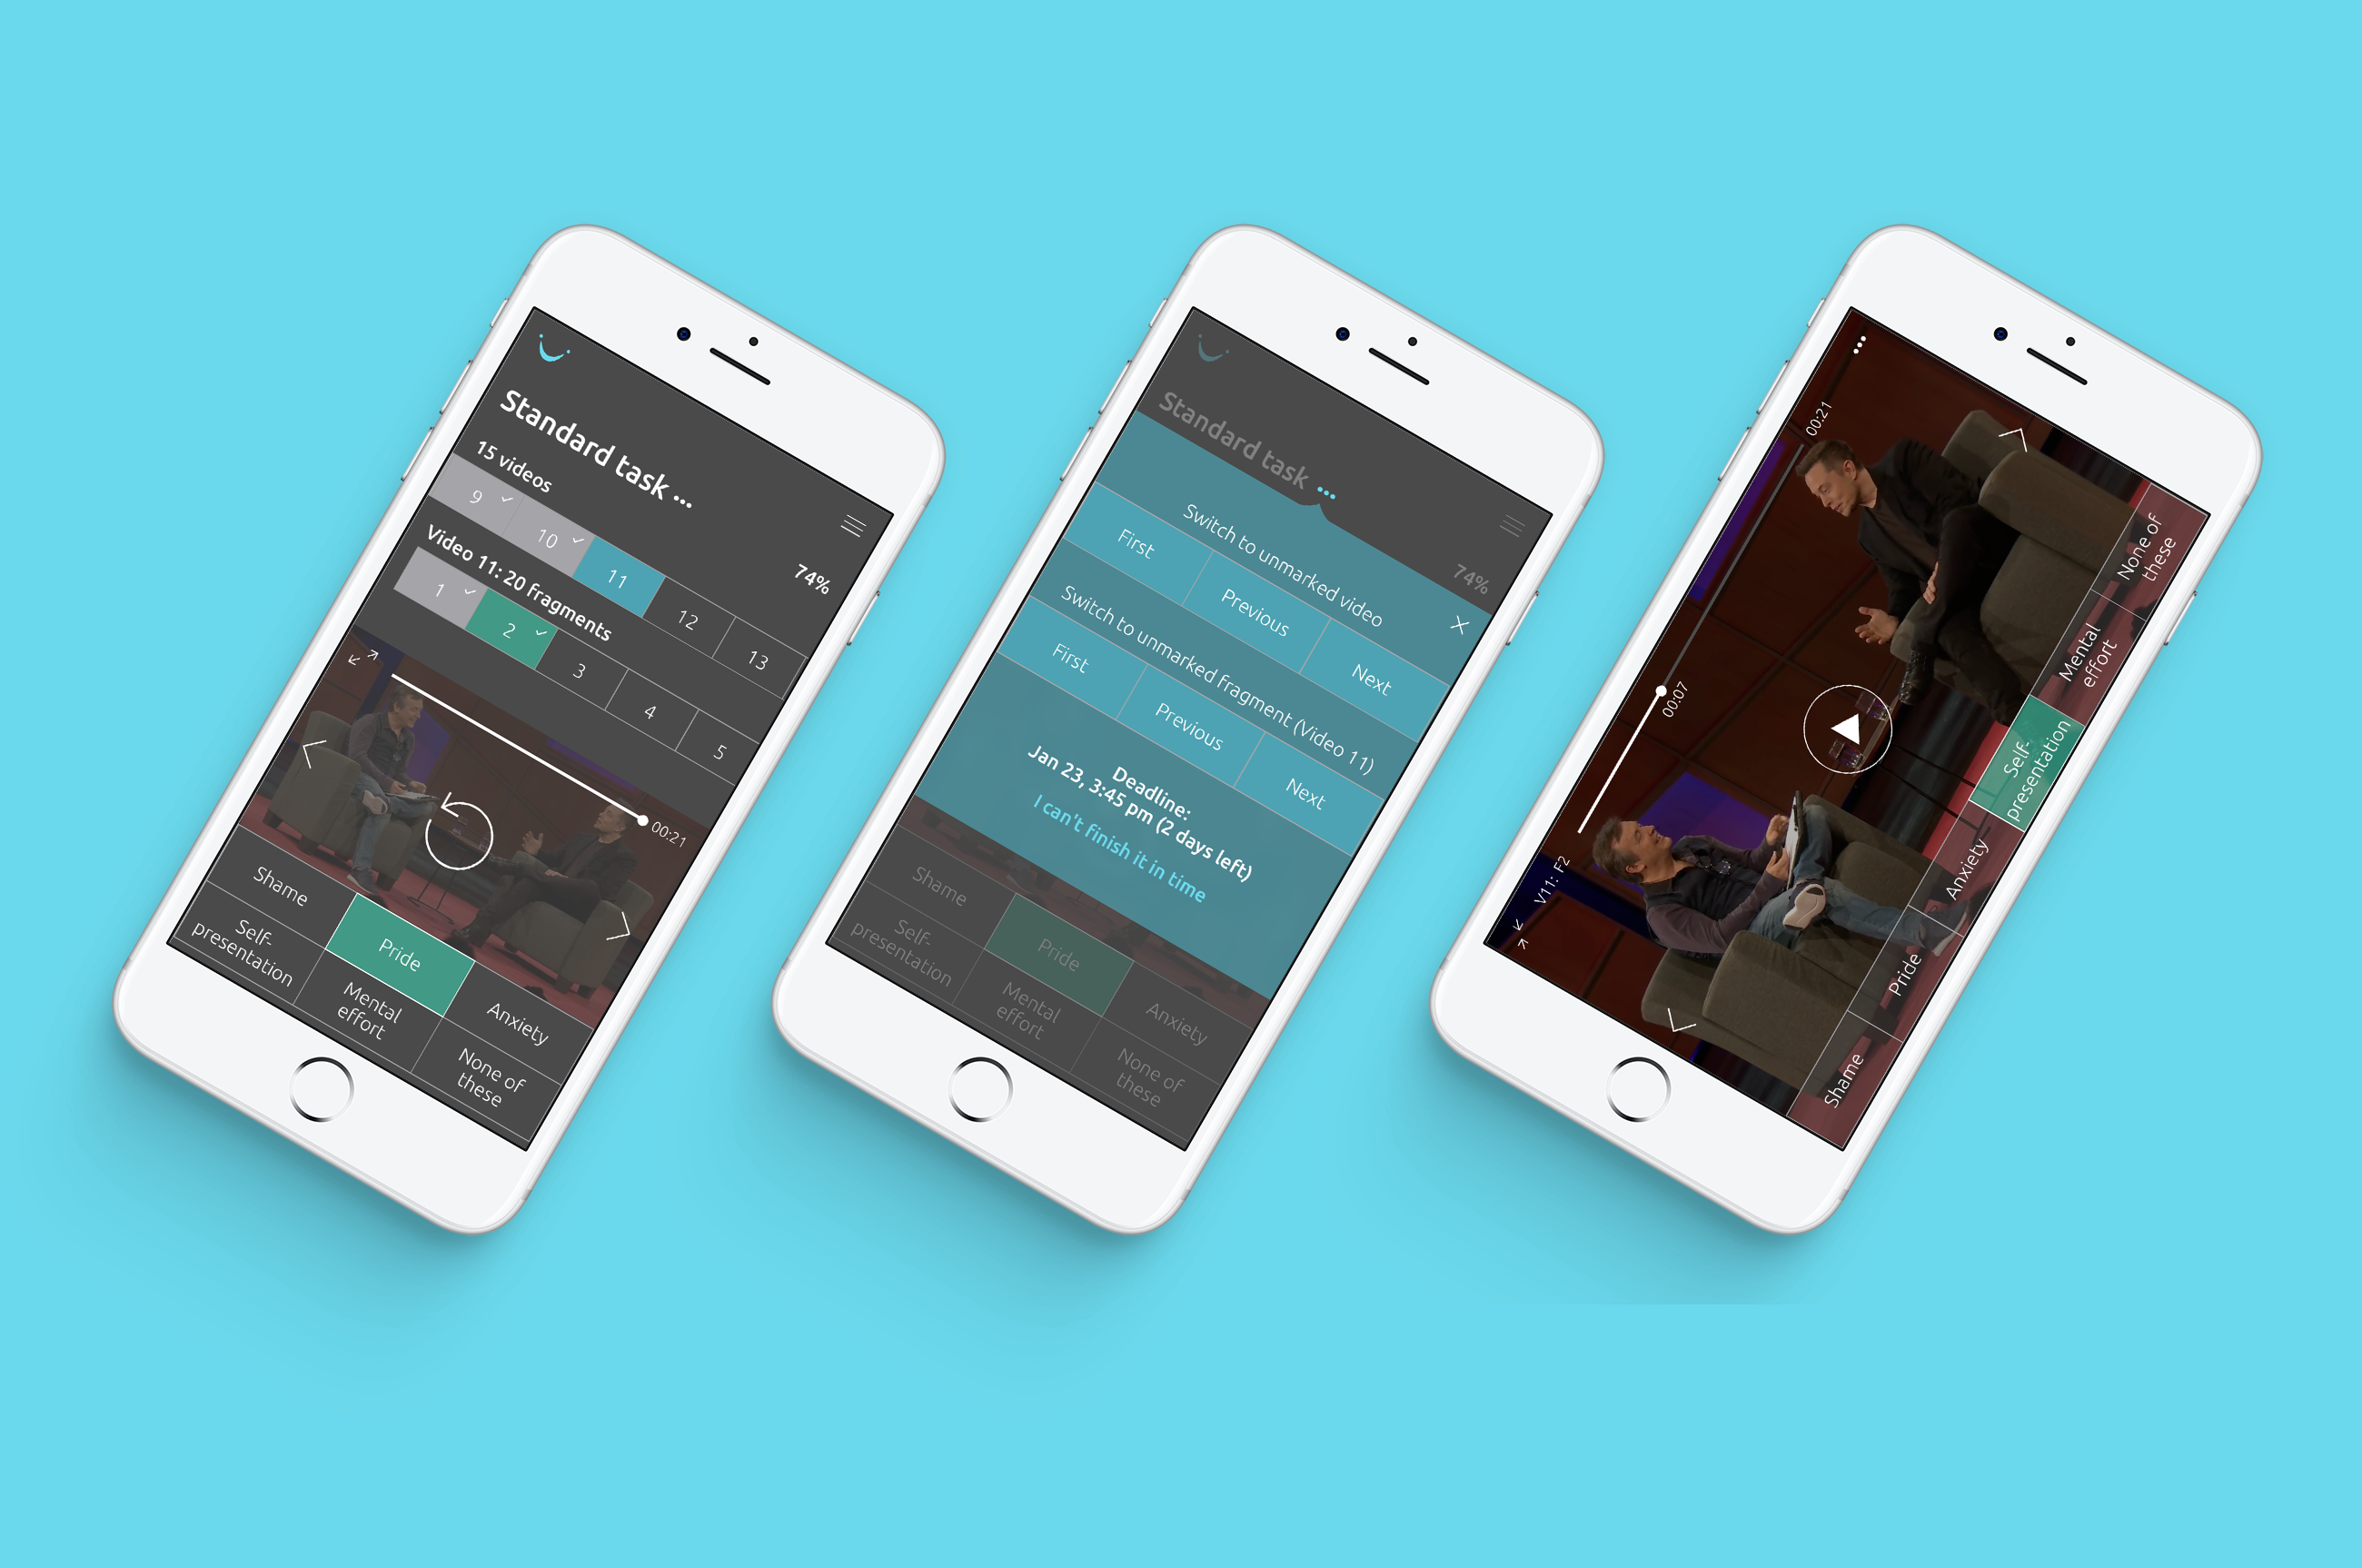 Standard task ...
15 videos
74%
9
10
11
12
13
Video 11: 20 fragments
1
2
3
4
5
00:21
Shame
Pride
Anxiety
Self-
presentation
Mental
effort
None of
these
Standard task ...
74%
Switch to unmarked video
First
Previous
Next
Switch to unmarked fragment (Video 11)
First
Previous
Next
Deadline:
Jan 23, 3:45 pm (2 days left)
I can't finish it in time
Shame
Pride
Anxiety
Self-
presentation
Mental
effort
None of
these
V11: F2
00:07
00:21
Shame
Pride
Anxiety
Self-
presentation
Mental
effort
None of
these